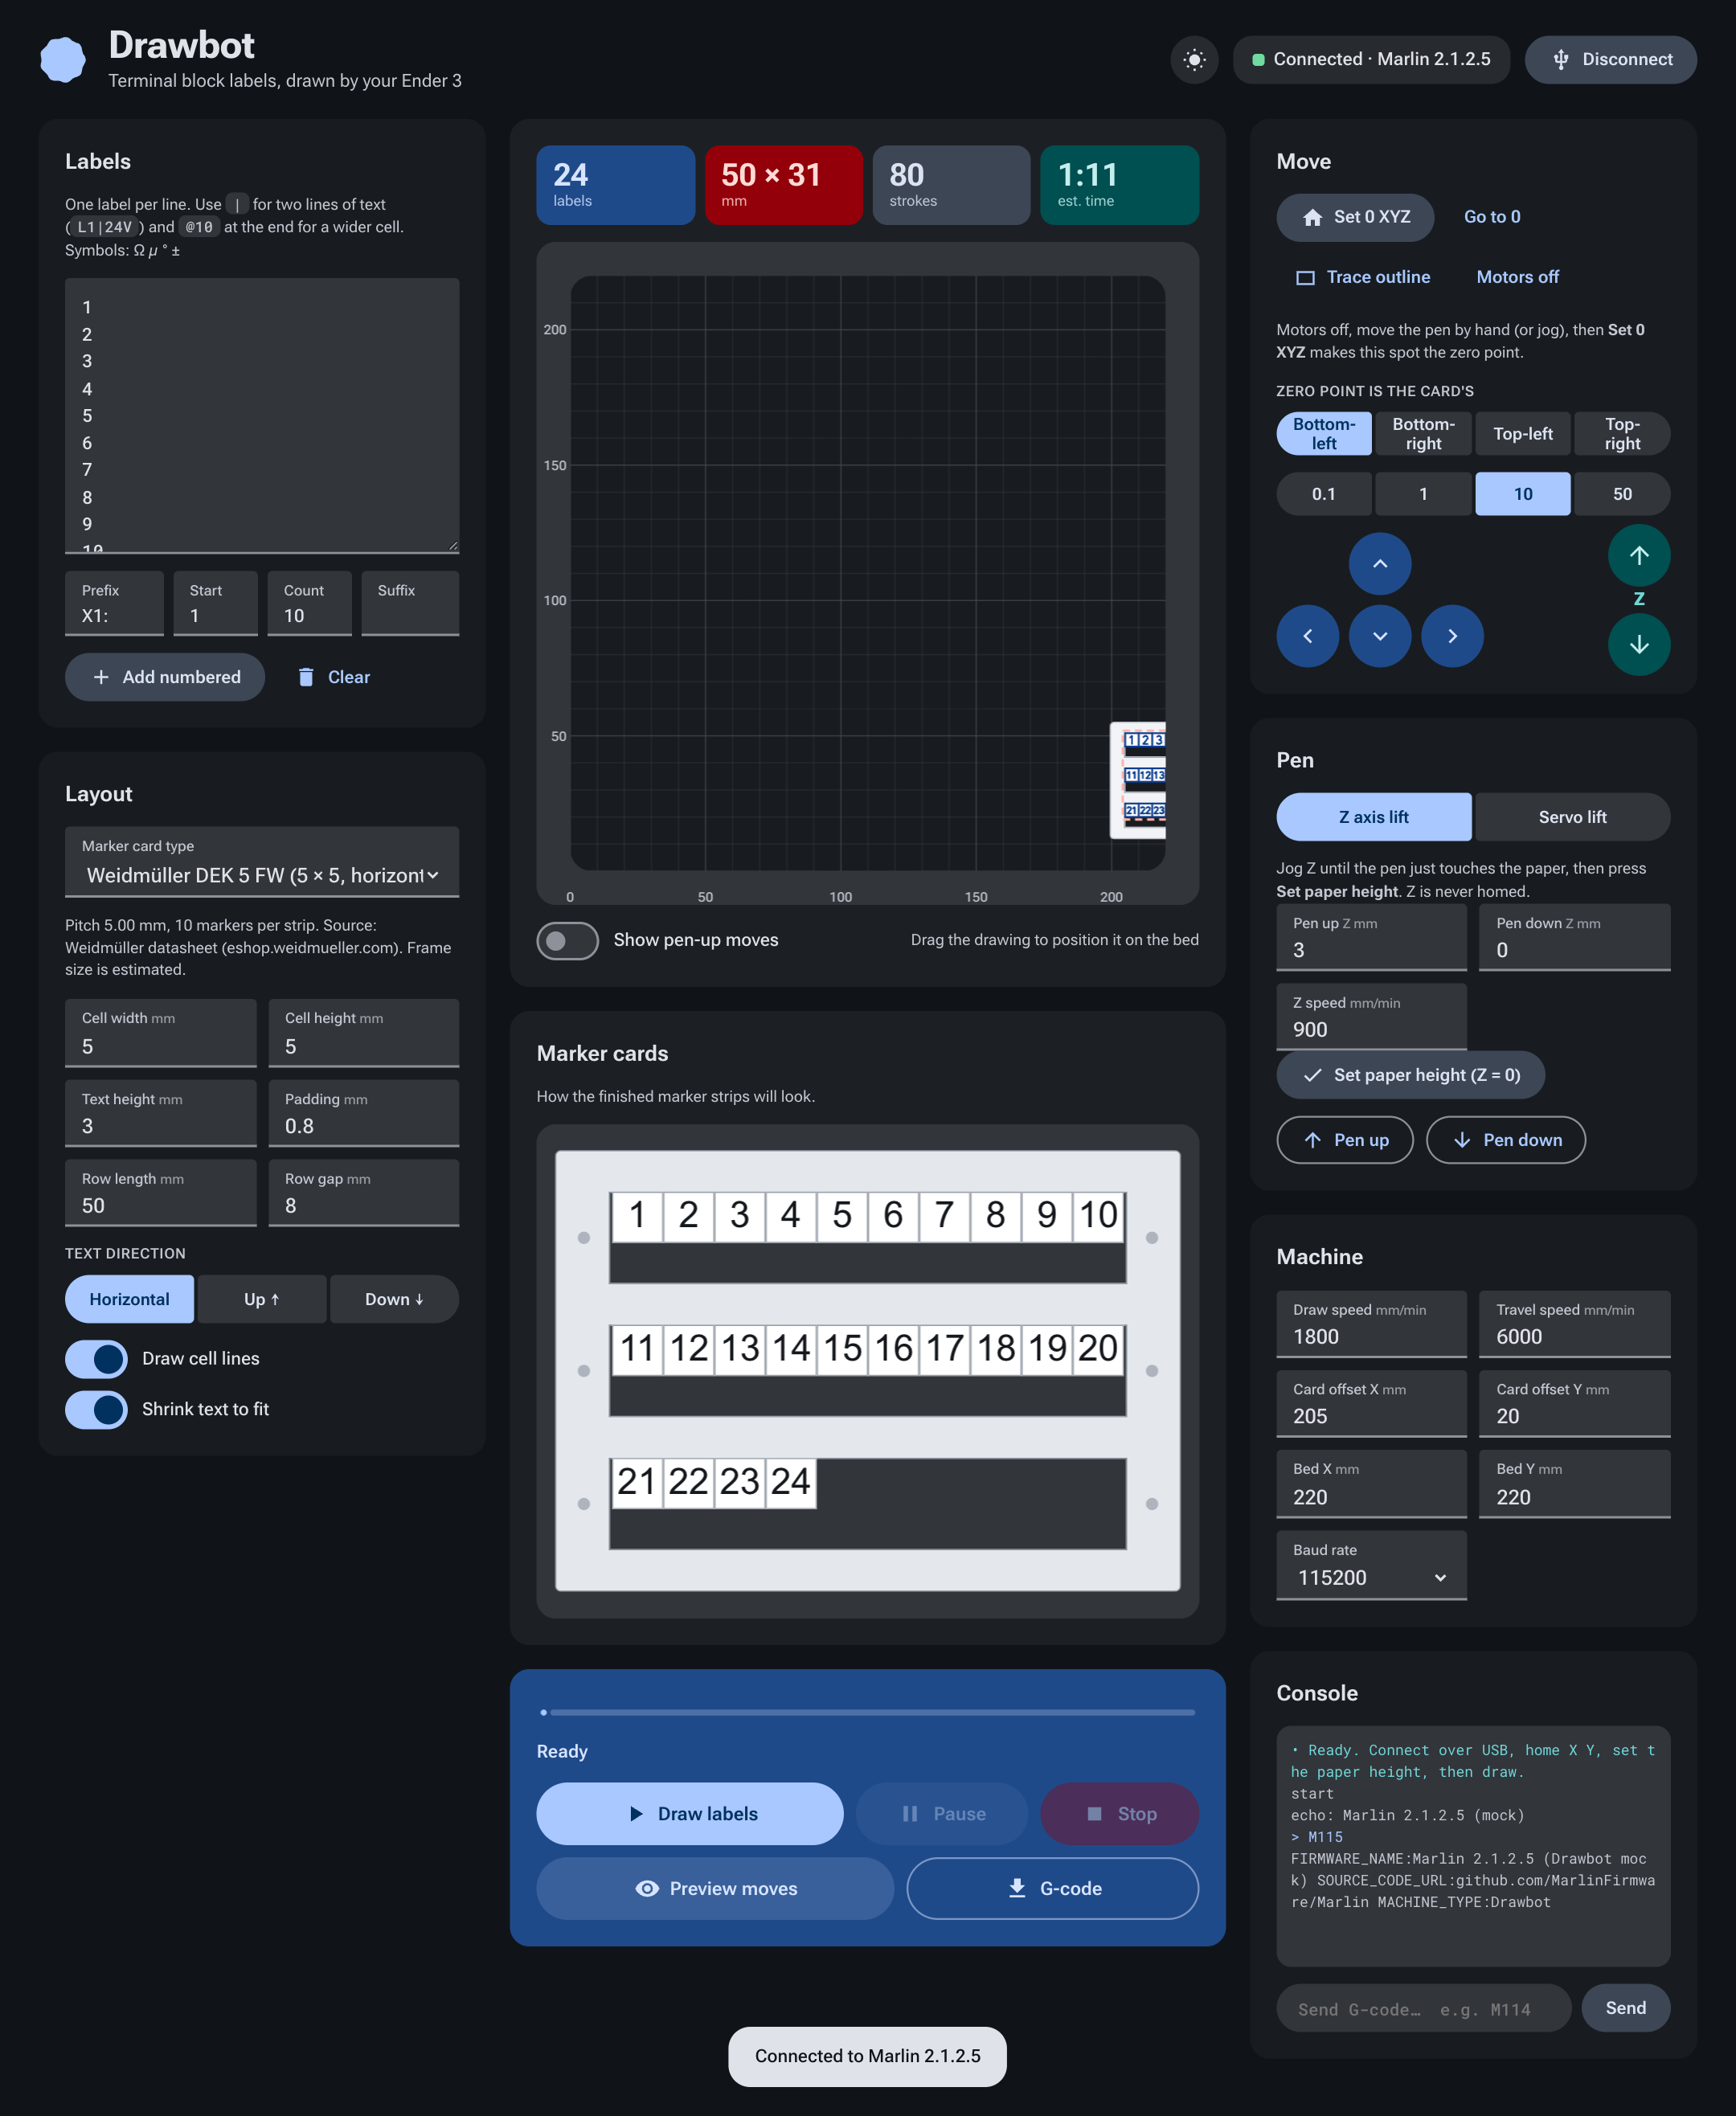 Drawbot
Terminal block labels, drawn by your Ender 3
Connected · Marlin 2.1.2.5
Disconnect
Labels
One label per line. Use | for two lines of text
( L1|24V ) and @10 at the end for a wider cell.
Symbols: Ω µ ° ±
1
2
3
4
5
6
7
8
9
10
Prefix
X1:
Start
1
Count
10
Suffix
Add numbered
Clear
Layout
Marker card type
Weidmüller DEK 5 FW (5 × 5, horizont
Pitch 5.00 mm, 10 markers per strip. Source:
Weidmüller datasheet (eshop.weidmueller.com). Frame
size is estimated.
Cell width mm
5
Cell height mm
5
Text height mm
3
Padding mm
0.8
Row length mm
50
Row gap mm
8
TEXT DIRECTION
Horizontal
Up ↑
Down ↓
Draw cell lines
Shrink text to fit
24
labels
50 × 31
mm
80
strokes
1:11
est. time
200
150
100
50
0
50
100
150
200
1 2 3
11 12 13
21 22 23
Show pen-up moves
Drag the drawing to position it on the bed
Marker cards
How the finished marker strips will look.
1 2 3 4 5 6 7 8 9 10
11 12 13 14 15 16 17 18 19 20
21 22 23 24
Ready
Draw labels
Pause
Stop
Preview moves
G-code
Connected to Marlin 2.1.2.5
Move
Set 0 XYZ
Go to 0
Trace outline
Motors off
Motors off, move the pen by hand (or jog), then Set 0
XYZ makes this spot the zero point.
ZERO POINT IS THE CARD'S
Bottom-
left
Bottom-
right
Top-left
Top-
right
0.1
1
10
50
Z
Pen
Z axis lift
Servo lift
Jog Z until the pen just touches the paper, then press
Set paper height. Z is never homed.
Pen up Z mm
3
Pen down Z mm
0
Z speed mm/min
900
Set paper height (Z = 0)
Pen up
Pen down
Machine
Draw speed mm/min
1800
Travel speed mm/min
6000
Card offset X mm
205
Card offset Y mm
20
Bed X mm
220
Bed Y mm
220
Baud rate
115200
Console
· Ready. Connect over USB, home X Y, set t
he paper height, then draw.
start
echo: Marlin 2.1.2.5 (mock)
> M115
FIRMWARE_NAME:Marlin 2.1.2.5 (Drawbot moc
k) SOURCE_CODE_URL:github.com/MarlinFirmwa
re/Marlin MACHINE_TYPE:Drawbot
Send G-code… e.g. M114
Send